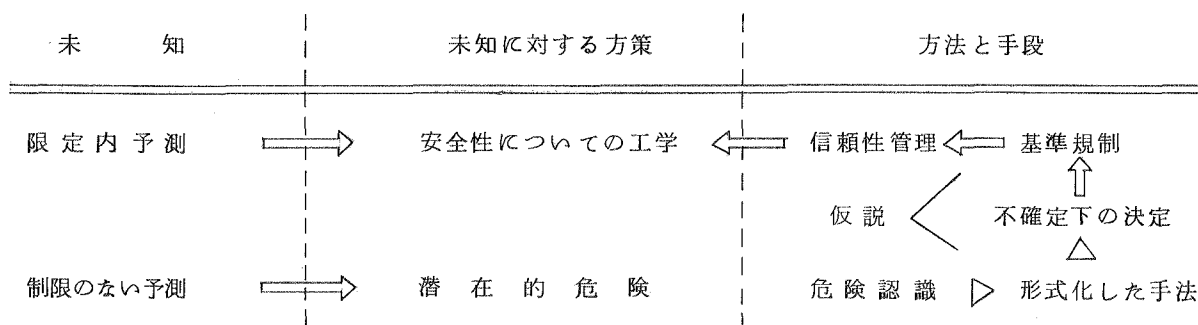 未知 未知に対する方策 方法と手段
限定内予測 安全性についての工学 信頼性管理 基準規制
仮説 不確定下の決定
制限のない予測 潜在的危険 危険認識 形式化した手法